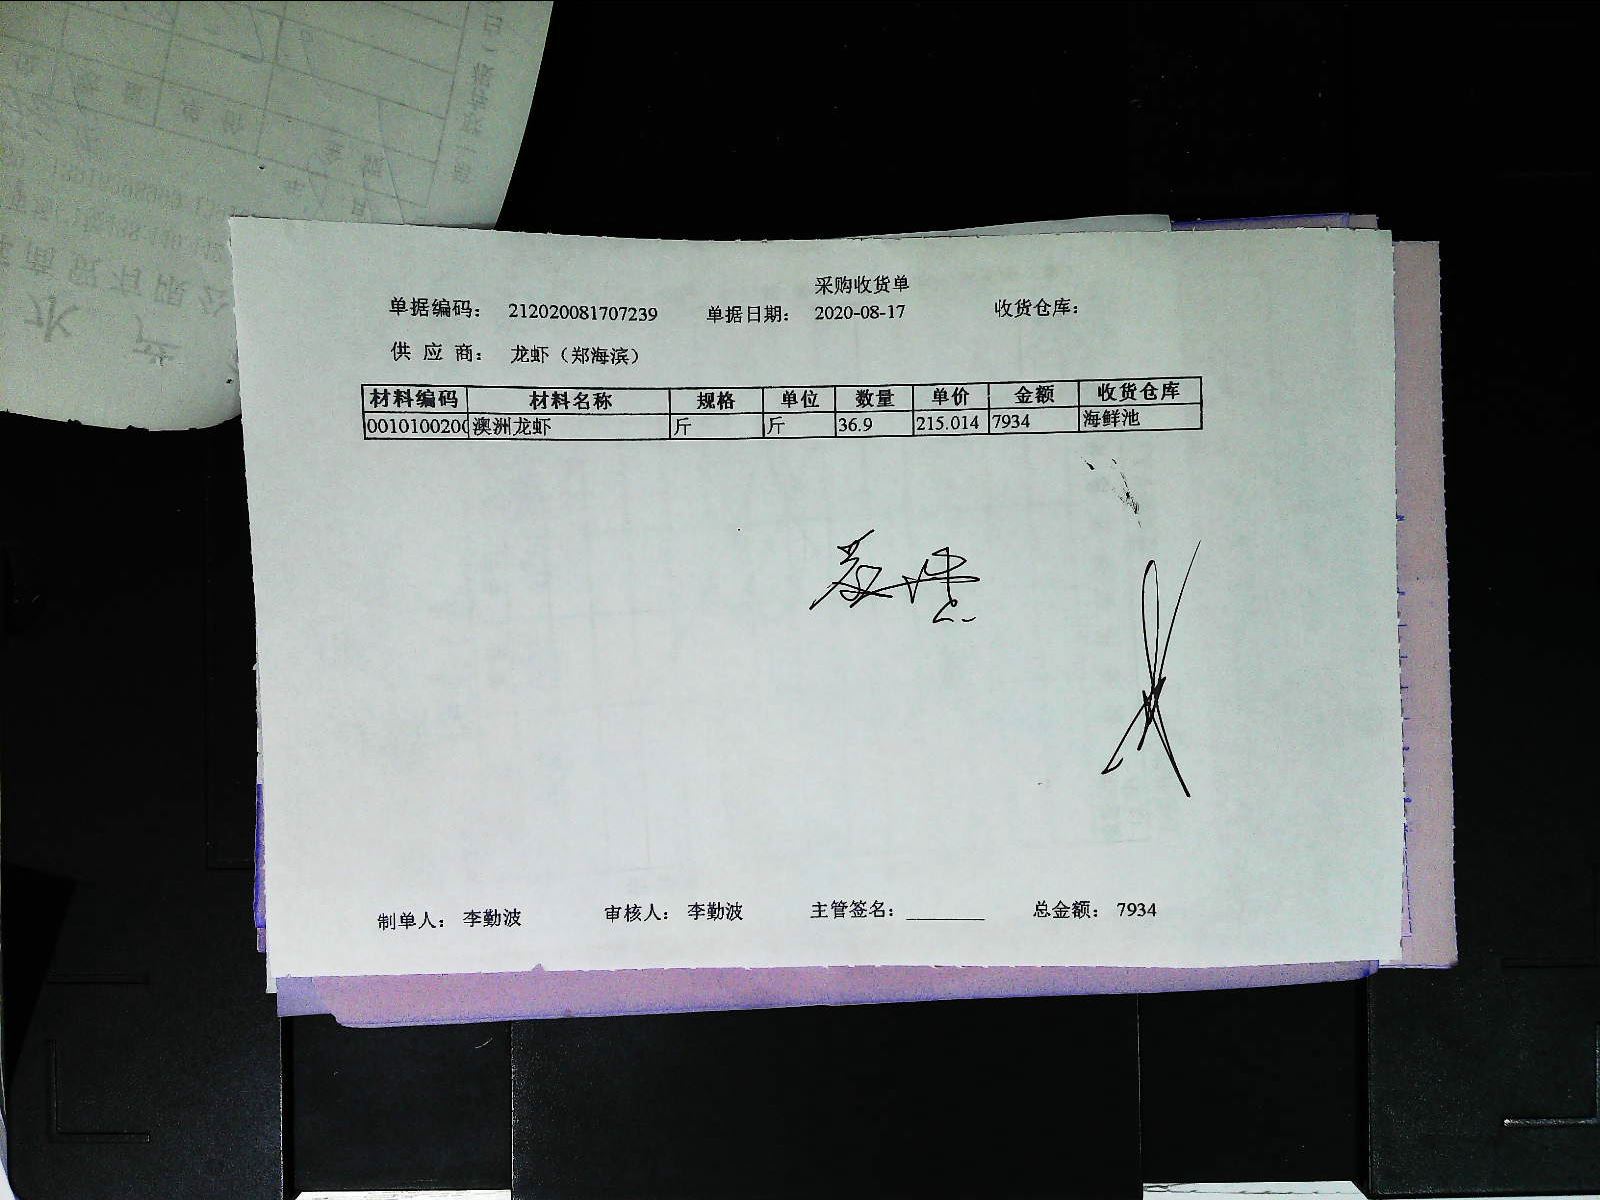 采购收货单
单据编码： 212020081707239 单据日期： 2020-08-17 收货仓库：
供 应 商： 龙虾（郑海滨）
材料编码 材料名称 规格 单位 数量 单价 金额 收货仓库
0010100200 澳洲龙虾 斤 斤 36.9 215.014 7934 海鲜池
制单人： 李勤波 审核人： 李勤波 主管签名： 总金额： 7934